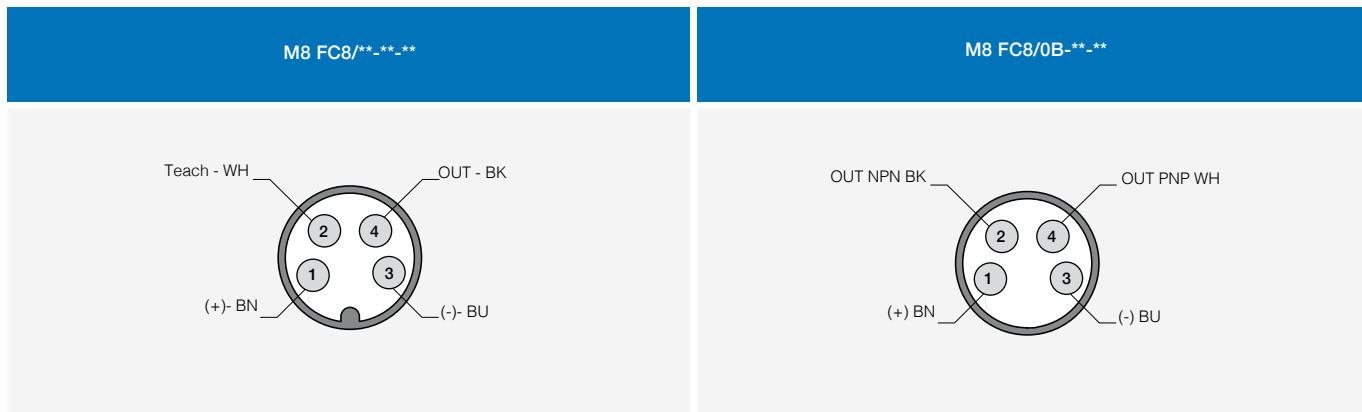 M8 FC8/**-**-**
M8 FC8/0B-**-**
Teach - WH
OUT - BK
2
4
1
3
(+)- BN
(-)- BU
OUT NPN BK
OUT PNP WH
2
4
1
3
(+) BN
(-) BU